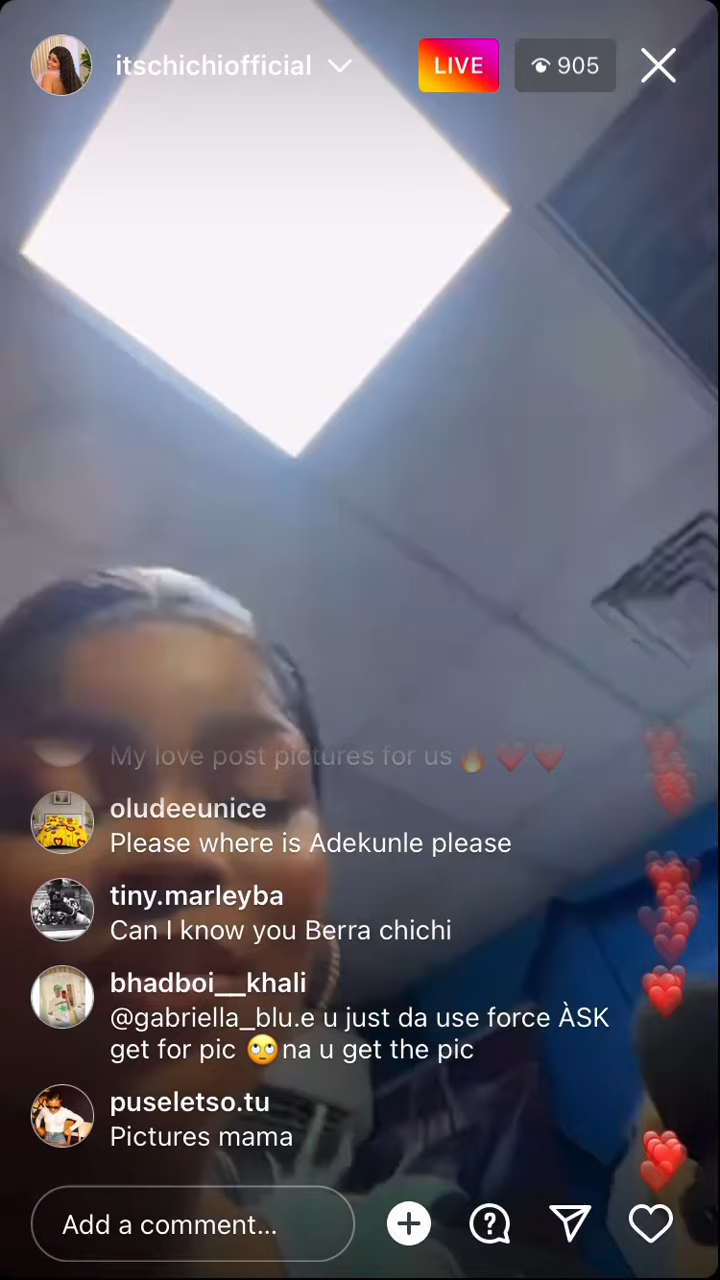 itschichiofficial
LIVE
905
My love post pictures for us 🔥 ❤️ ❤️
oludeeunice
Please where is Adekunle please
tiny.marleyba
Can I know you Berra chichi
bhadboi__khali
@gabriella_blu.e u just da use force ÀSK
get for pic 🙄na u get the pic
puseletso.tu
Pictures mama
Add a comment...